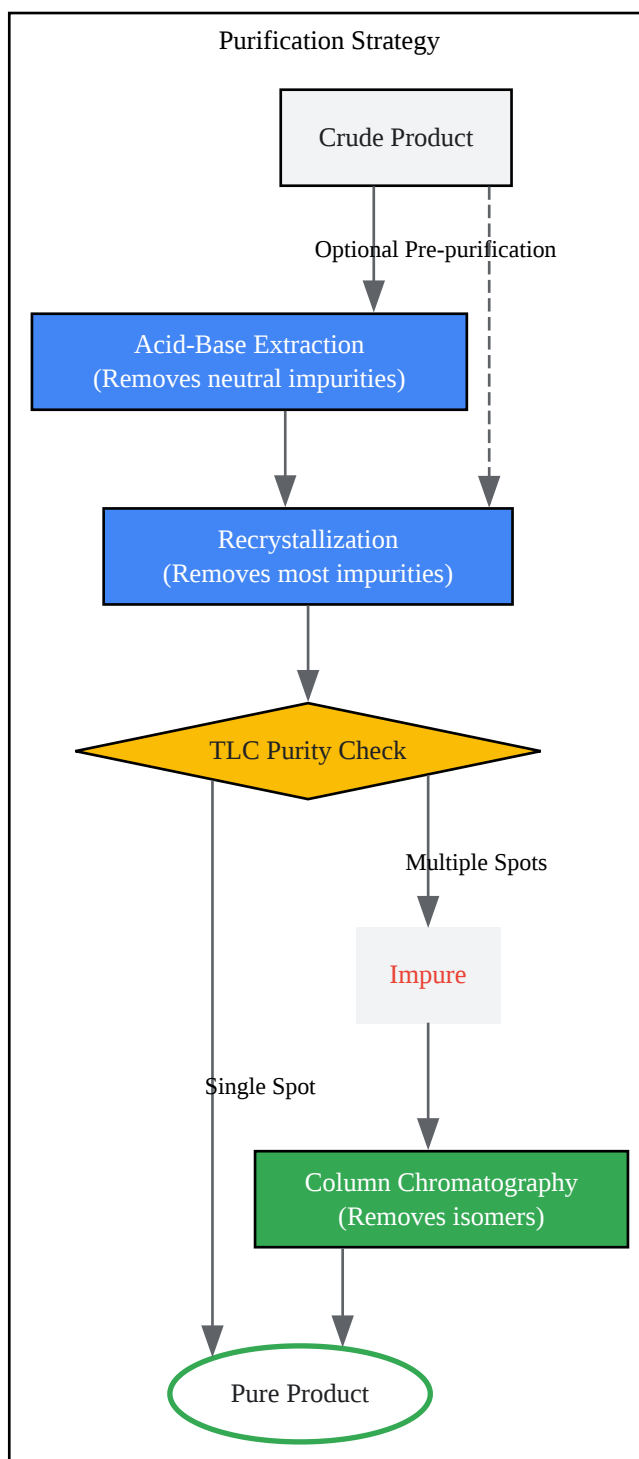 Purification Strategy
Crude Product
Optional Pre-purification
Acid-Base Extraction
(Removes neutral impurities)
Recrystallization
(Removes most impurities)
TLC Purity Check
Multiple Spots
Impure
Single Spot
Column Chromatography
(Removes isomers)
Pure Product